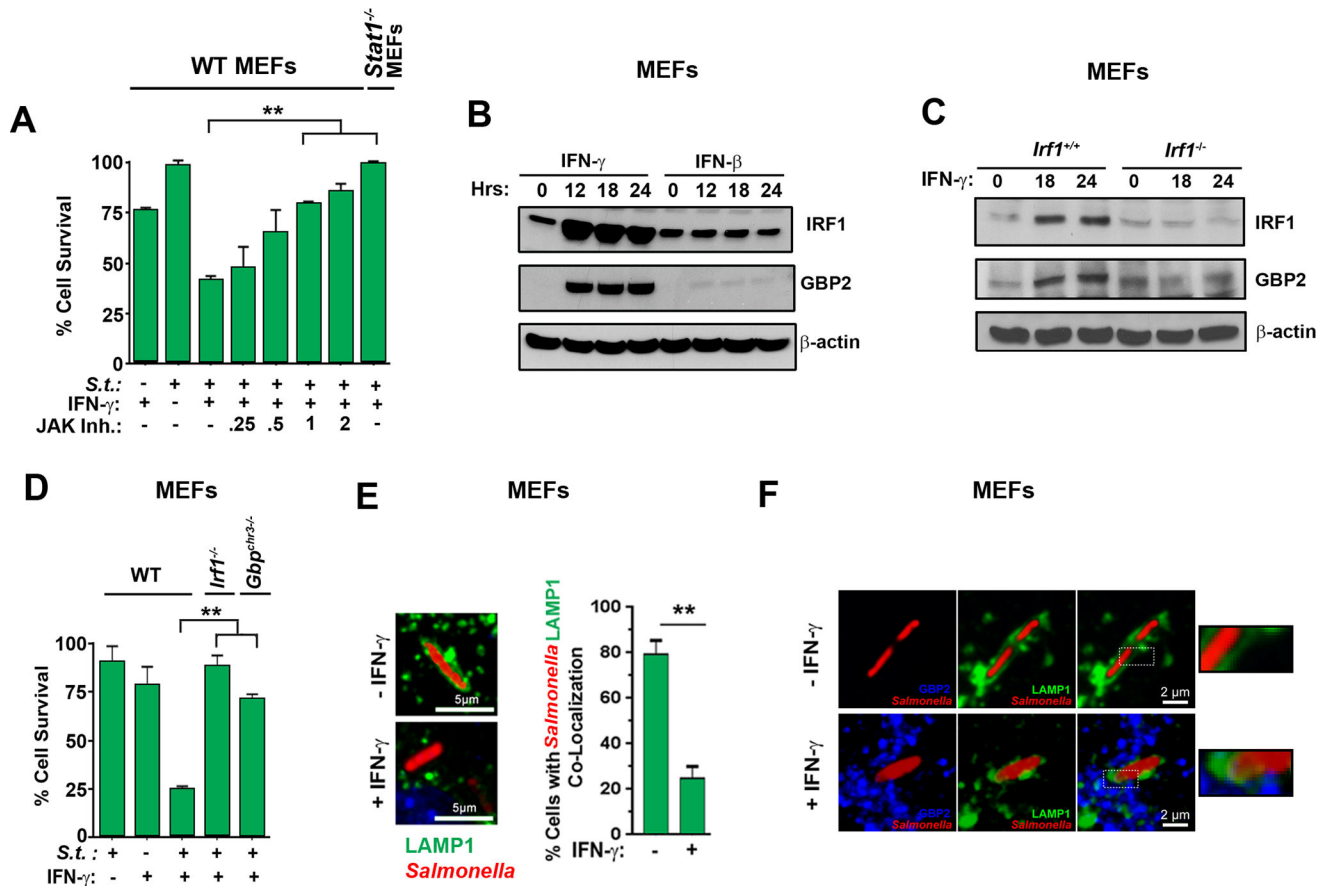 A
WT MEFs
Stat1-/-
MEFs
**
% Cell Survival
100
75
50
25
0
S.t.: - + + + + + + +
IFN-γ: + - + + + + + +
JAK Inh.: - - - .25 .5 1 2 -
B
MEFs
IFN-γ IFN-β
Hrs: 0 12 18 24 0 12 18 24
IRF1
GBP2
β-actin
C
MEFs
Irf1+/+ Irf1-/-
IFN-γ: 0 18 24 0 18 24
IRF1
GBP2
β-actin
D
MEFs
WT
Irf1-/-
Gbpchr3-/-
**
% Cell Survival
100
75
50
25
0
S.t. : + - + + +
IFN-γ: - + + + +
E
MEFs
- IFN-γ
5µm
+ IFN-γ
5µm
LAMP1
Salmonella
% Cells with Salmonella LAMP1
Co-Localization
100
80
60
40
20
0
**
IFN-γ: - +
F
MEFs
- IFN-γ
GBP2
Salmonella
LAMP1
Salmonella
2 µm
+ IFN-γ
GBP2
Salmonella
LAMP1
Salmonella
2 µm